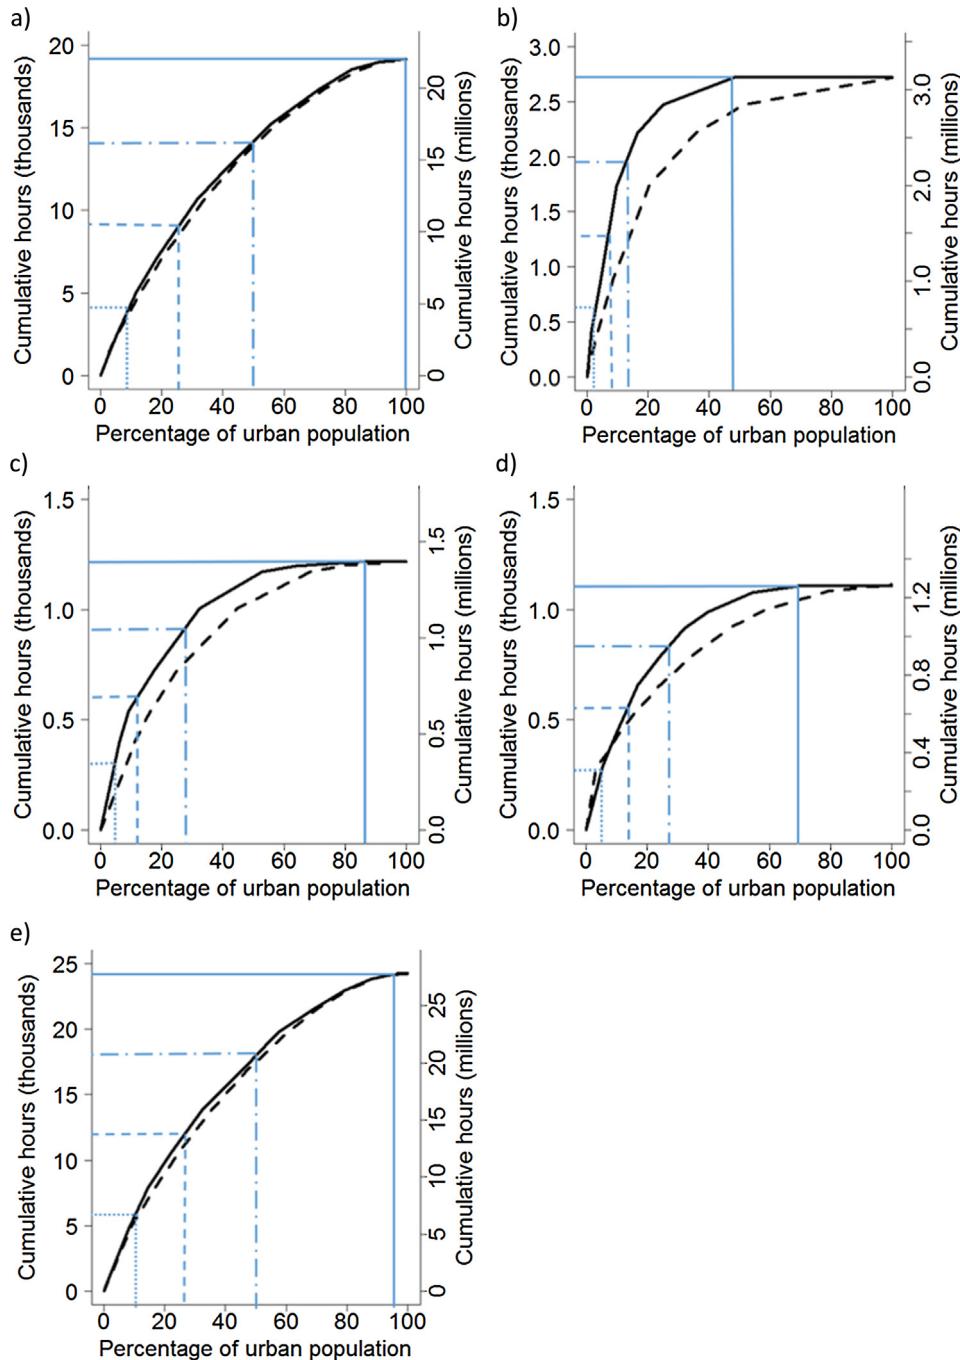 a)
Cumulative hours (thousands)
20
15
10
5
0
20
15
10
5
0
Cumulative hours (millions)
0 20 40 60 80 100
Percentage of urban population
b)
Cumulative hours (thousands)
3.0
2.5
2.0
1.5
1.0
0.5
0.0
3.0
2.0
1.0
0.0
Cumulative hours (millions)
0 20 40 60 80 100
Percentage of urban population
c)
Cumulative hours (thousands)
1.5
1.0
0.5
0.0
1.5
1.0
0.5
0.0
Cumulative hours (millions)
0 20 40 60 80 100
Percentage of urban population
d)
Cumulative hours (thousands)
1.5
1.0
0.5
0.0
1.2
0.8
0.4
0.0
Cumulative hours (millions)
0 20 40 60 80 100
Percentage of urban population
e)
Cumulative hours (thousands)
25
20
15
10
5
0
25
20
15
10
5
0
Cumulative hours (millions)
0 20 40 60 80 100
Percentage of urban population